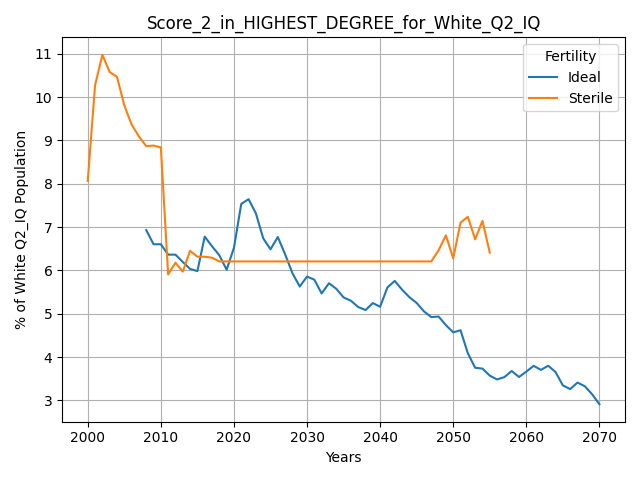 Score_2_in_HIGHEST_DEGREE_for_White_Q2_IQ
% of White Q2_IQ Population
11
10
9
8
7
6
5
4
3
Fertility
Ideal
Sterile
2000 2010 2020 2030 2040 2050 2060 2070
Years